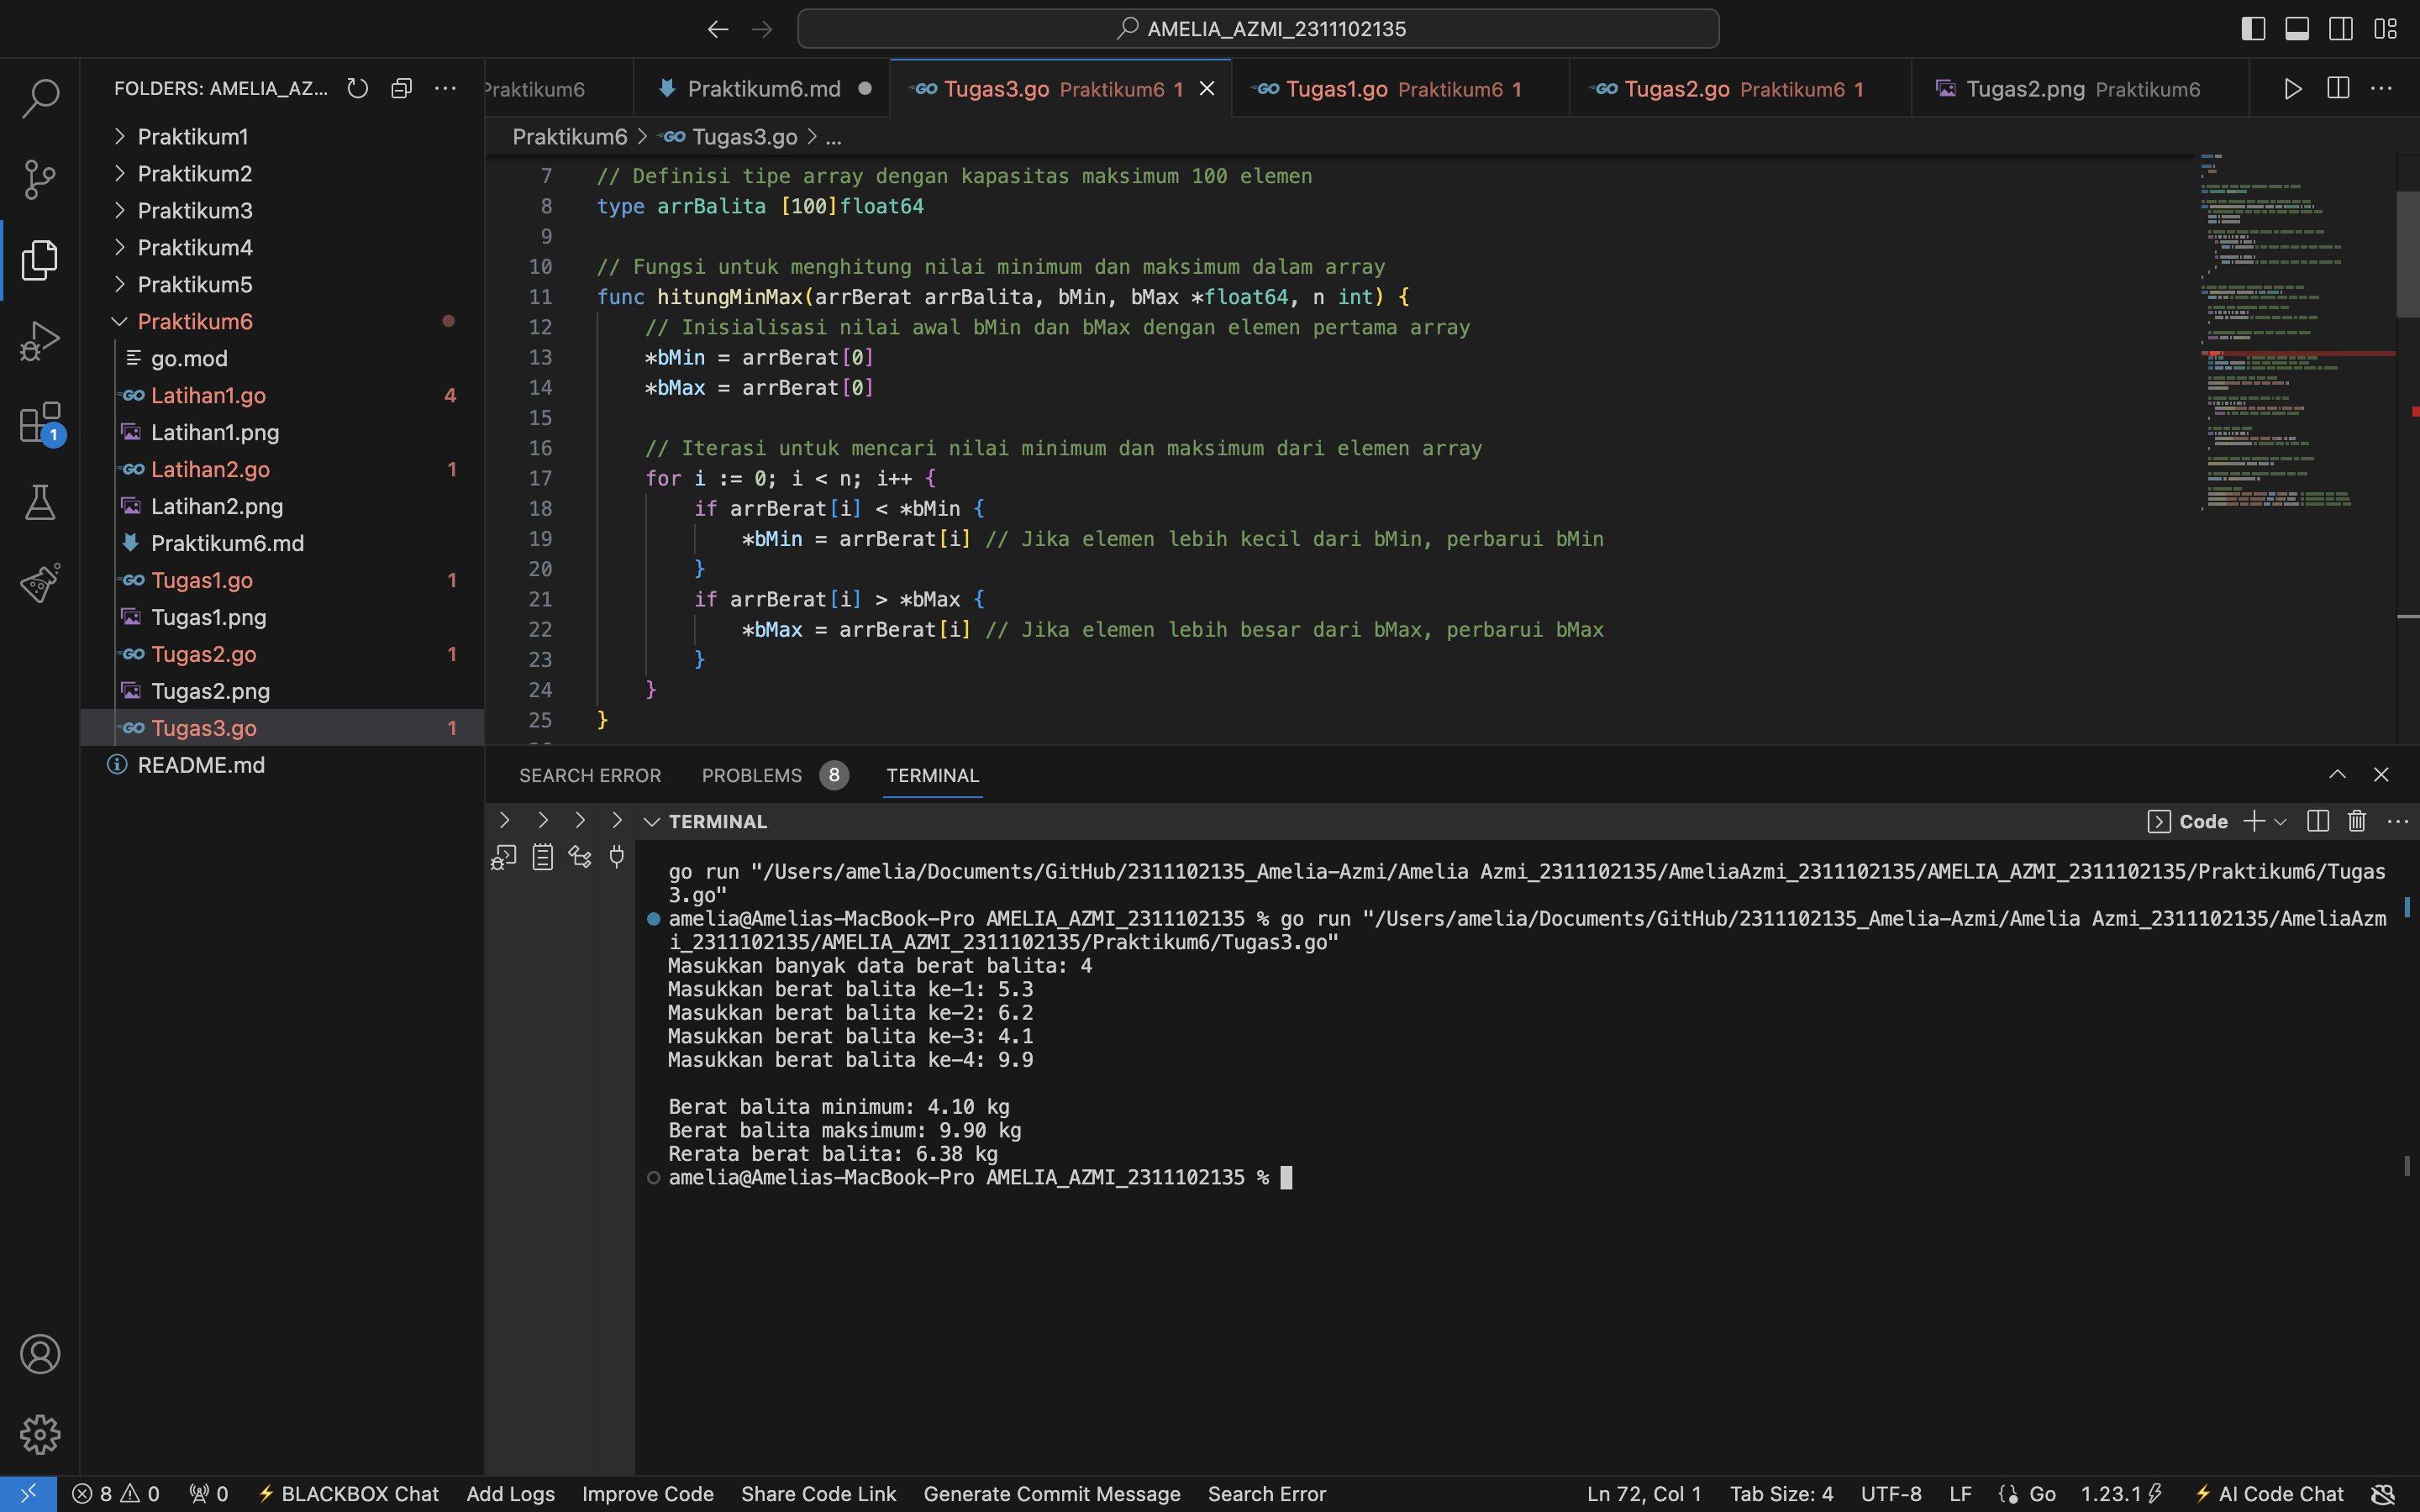 AMELIA_AZMI_2311102135
FOLDERS: AMELIA_AZ...
Praktikum6
Praktikum6.md
Tugas3.go Praktikum6 1
Tugas1.go Praktikum6 1
Tugas2.go Praktikum6 1
Tugas2.png Praktikum6
Praktikum6 > Tugas3.go > ...
Praktikum1
Praktikum2
Praktikum3
Praktikum4
Praktikum5
Praktikum6
go.mod
Latihan1.go 4
Latihan1.png
Latihan2.go 1
Latihan2.png
Praktikum6.md
Tugas1.go 1
Tugas1.png
Tugas2.go 1
Tugas2.png
Tugas3.go 1
README.md
1
7 // Definisi tipe array dengan kapasitas maksimum 100 elemen
8 type arrBalita [100]float64
9
10 // Fungsi untuk menghitung nilai minimum dan maksimum dalam array
11 func hitungMinMax(arrBerat arrBalita, bMin, bMax *float64, n int) {
12 // Inisialisasi nilai awal bMin dan bMax dengan elemen pertama array
13 *bMin = arrBerat[0]
14 *bMax = arrBerat[0]
15
16 // Iterasi untuk mencari nilai minimum dan maksimum dari elemen array
17 for i := 0; i < n; i++ {
18 if arrBerat[i] < *bMin {
19 *bMin = arrBerat[i] // Jika elemen lebih kecil dari bMin, perbarui bMin
20 }
21 if arrBerat[i] > *bMax {
22 *bMax = arrBerat[i] // Jika elemen lebih besar dari bMax, perbarui bMax
23 }
24 }
25 }
SEARCH ERROR PROBLEMS 8 TERMINAL
TERMINAL
Code
go run "/Users/amelia/Documents/GitHub/2311102135_Amelia-Azmi/Amelia Azmi_2311102135/AmeliaAzmi_2311102135/AMELIA_AZMI_2311102135/Praktikum6/Tugas
3.go"
amelia@Amelias-MacBook-Pro AMELIA_AZMI_2311102135 % go run "/Users/amelia/Documents/GitHub/2311102135_Amelia-Azmi/Amelia Azmi_2311102135/AmeliaAzm
i_2311102135/AMELIA_AZMI_2311102135/Praktikum6/Tugas3.go"
Masukkan banyak data berat balita: 4
Masukkan berat balita ke-1: 5.3
Masukkan berat balita ke-2: 6.2
Masukkan berat balita ke-3: 4.1
Masukkan berat balita ke-4: 9.9
Berat balita minimum: 4.10 kg
Berat balita maksimum: 9.90 kg
Rerata berat balita: 6.38 kg
amelia@Amelias-MacBook-Pro AMELIA_AZMI_2311102135 %
8 0 0 BLACKBOX Chat Add Logs Improve Code Share Code Link Generate Commit Message Search Error Ln 72, Col 1 Tab Size: 4 UTF-8 LF Go 1.23.1 AI Code Chat